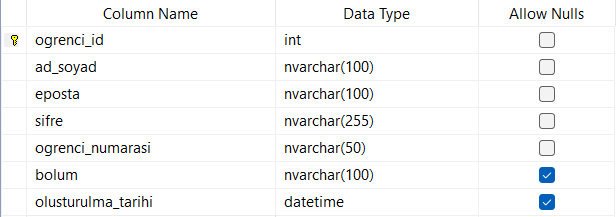 Column Name Data Type Allow Nulls
ogrenci_id int
ad_soyad nvarchar(100)
eposta nvarchar(100)
sifre nvarchar(255)
ogrenci_numarasi nvarchar(50)
bolum nvarchar(100)
olusturulma_tarihi datetime